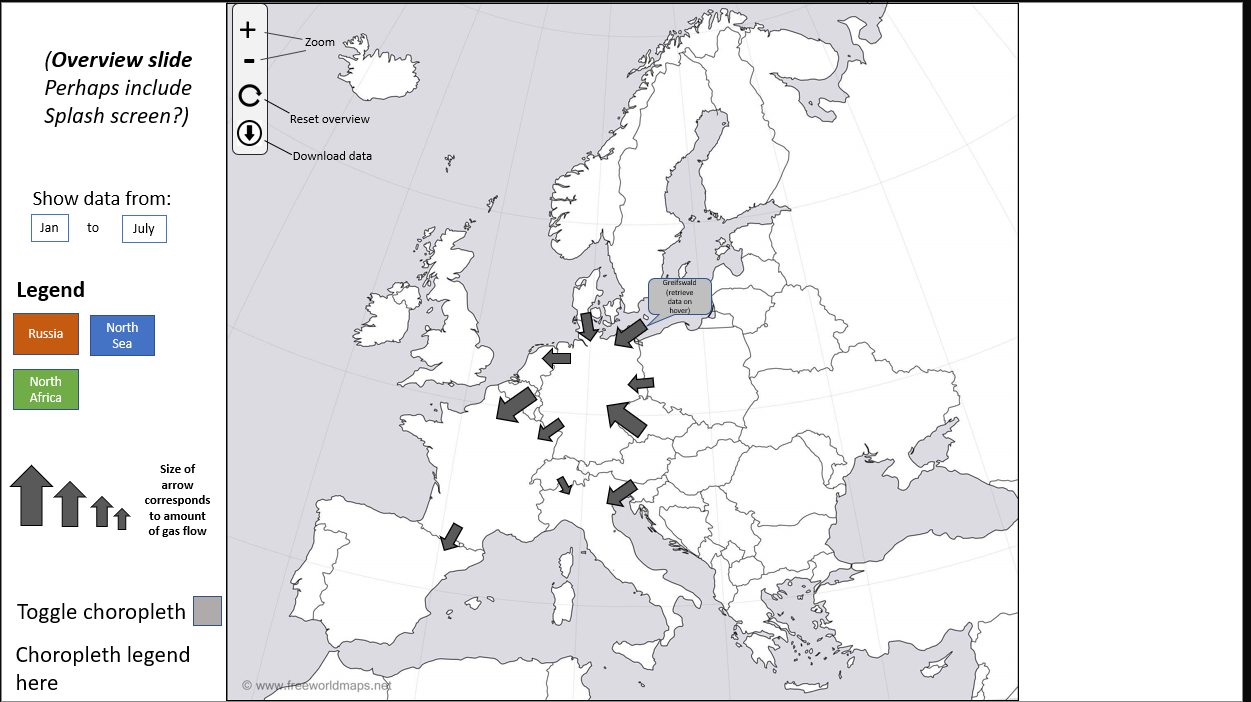 (Overview slide
Perhaps include
Splash screen?)
Show data from:
Jan
to
July
Legend
Russia
North
Sea
North
Africa
Size of
arrow
corresponds
to amount
of gas flow
Toggle choropleth
Choropleth legend
here
+
-
Zoom
Reset overview
Download data
Greifswald
(retrieve
data on
hover)
© www.freeworldmaps.net